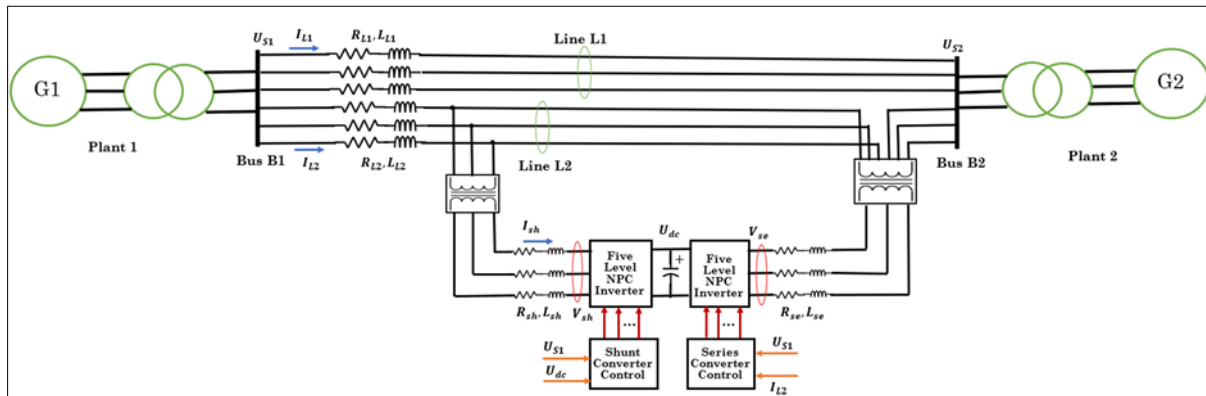 U_S1
I_L1
R_L1, L_L1
Line L1
U_S2
G1
G2
Plant 1
Bus B1
I_L2
R_L2, L_L2
Line L2
Bus B2
Plant 2
I_sh
U_dc
V_se
Five
Level
NPC
Inverter
+
Five
Level
NPC
Inverter
R_sh, L_sh
V_sh
R_se, L_se
...
...
U_S1
U_dc
Shunt
Converter
Control
Series
Converter
Control
U_S1
I_L2